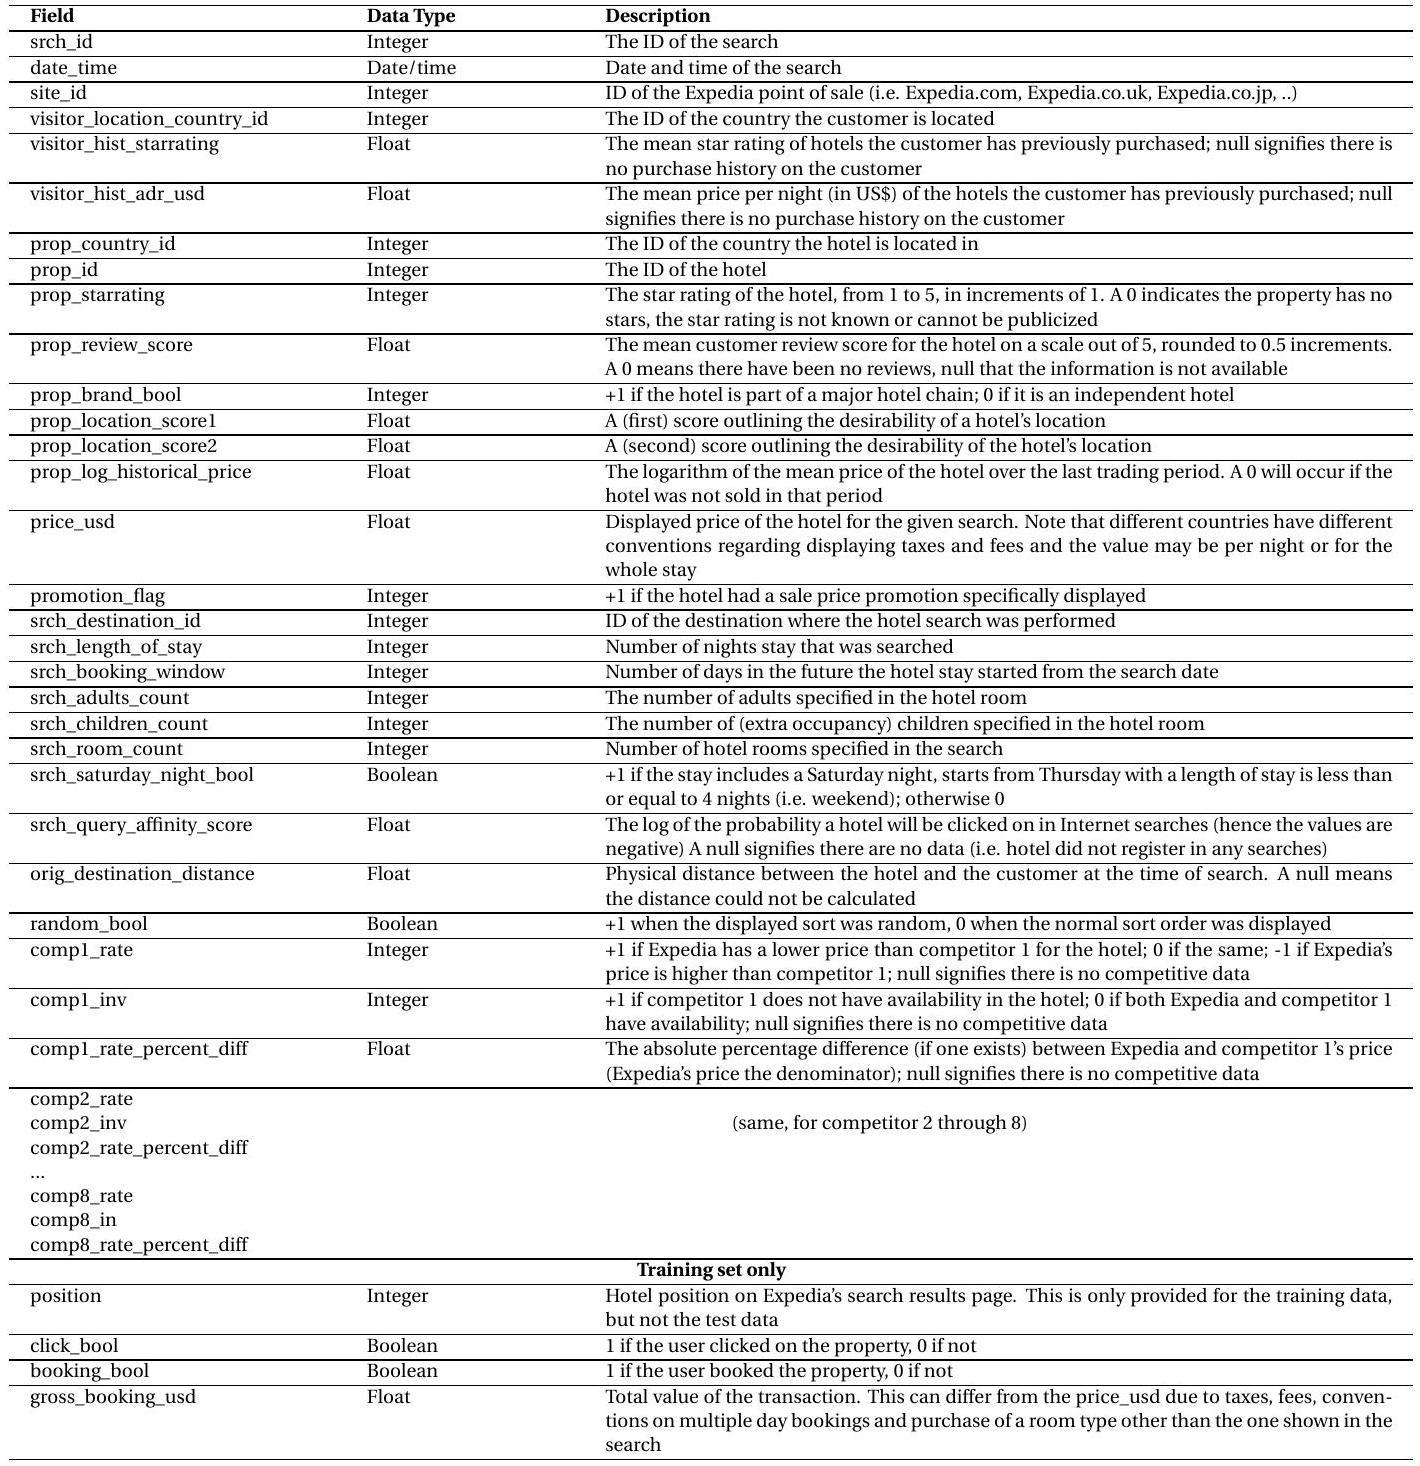 Field Data Type Description
srch_id Integer The ID of the search
date_time Date/time Date and time of the search
site_id Integer ID of the Expedia point of sale (i.e. Expedia.com, Expedia.co.uk, Expedia.co.jp, ..)
visitor_location_country_id Integer The ID of the country the customer is located
visitor_hist_starrating Float The mean star rating of hotels the customer has previously purchased; null signifies there is
no purchase history on the customer
visitor_hist_adr_usd Float The mean price per night (in US$) of the hotels the customer has previously purchased; null
signifies there is no purchase history on the customer
prop_country_id Integer The ID of the country the hotel is located in
prop_id Integer The ID of the hotel
prop_starrating Integer The star rating of the hotel, from 1 to 5, in increments of 1. A 0 indicates the property has no
stars, the star rating is not known or cannot be publicized
prop_review_score Float The mean customer review score for the hotel on a scale out of 5, rounded to 0.5 increments.
A 0 means there have been no reviews, null that the information is not available
prop_brand_bool Integer +1 if the hotel is part of a major hotel chain; 0 if it is an independent hotel
prop_location_score1 Float A (first) score outlining the desirability of a hotel's location
prop_location_score2 Float A (second) score outlining the desirability of the hotel's location
prop_log_historical_price Float The logarithm of the mean price of the hotel over the last trading period. A 0 will occur if the
hotel was not sold in that period
price_usd Float Displayed price of the hotel for the given search. Note that different countries have different
conventions regarding displaying taxes and fees and the value may be per night or for the
whole stay
promotion_flag Integer +1 if the hotel had a sale price promotion specifically displayed
srch_destination_id Integer ID of the destination where the hotel search was performed
srch_length_of_stay Integer Number of nights stay that was searched
srch_booking_window Integer Number of days in the future the hotel stay started from the search date
srch_adults_count Integer The number of adults specified in the hotel room
srch_children_count Integer The number of (extra occupancy) children specified in the hotel room
srch_room_count Integer Number of hotel rooms specified in the search
srch_saturday_night_bool Boolean +1 if the stay includes a Saturday night, starts from Thursday with a length of stay is less than
or equal to 4 nights (i.e. weekend); otherwise 0
srch_query_affinity_score Float The log of the probability a hotel will be clicked on in Internet searches (hence the values are
negative) A null signifies there are no data (i.e. hotel did not register in any searches)
orig_destination_distance Float Physical distance between the hotel and the customer at the time of search. A null means
the distance could not be calculated
random_bool Boolean +1 when the displayed sort was random, 0 when the normal sort order was displayed
comp1_rate Integer +1 if Expedia has a lower price than competitor 1 for the hotel; 0 if the same; -1 if Expedia's
price is higher than competitor 1; null signifies there is no competitive data
comp1_inv Integer +1 if competitor 1 does not have availability in the hotel; 0 if both Expedia and competitor 1
have availability; null signifies there is no competitive data
comp1_rate_percent_diff Float The absolute percentage difference (if one exists) between Expedia and competitor 1's price
(Expedia's price the denominator); null signifies there is no competitive data
comp2_rate
comp2_inv (same, for competitor 2 through 8)
comp2_rate_percent_diff
...
comp8_rate
comp8_in
comp8_rate_percent_diff
Training set only
position Integer Hotel position on Expedia's search results page. This is only provided for the training data,
but not the test data
click_bool Boolean 1 if the user clicked on the property, 0 if not
booking_bool Boolean 1 if the user booked the property, 0 if not
gross_booking_usd Float Total value of the transaction. This can differ from the price_usd due to taxes, fees, conven-
tions on multiple day bookings and purchase of a room type other than the one shown in the
search